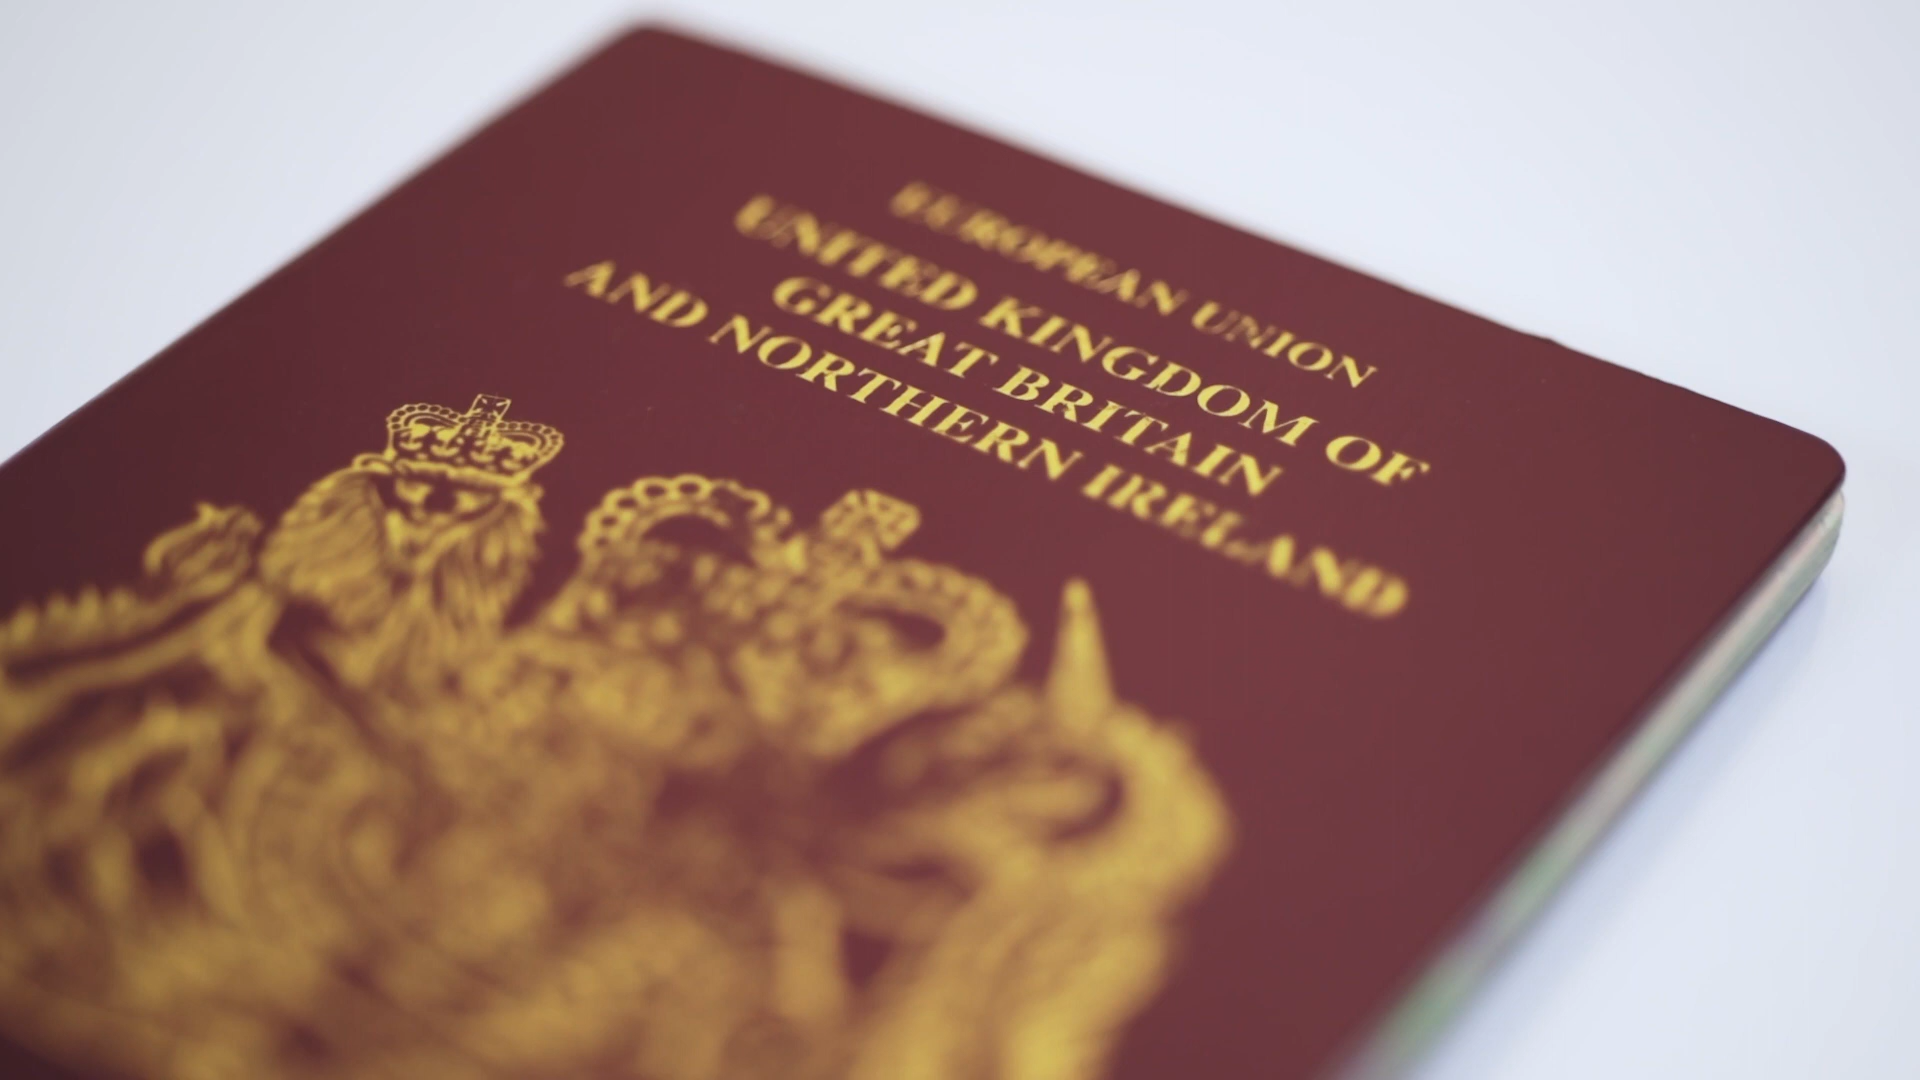 EUROPEAN UNION
UNITED KINGDOM OF
GREAT BRITAIN
AND NORTHERN IRELAND